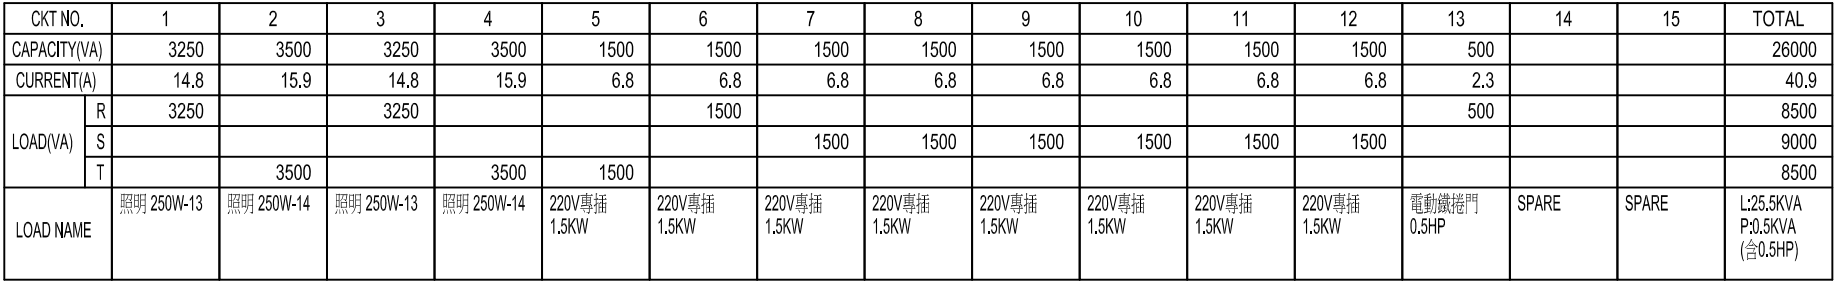 CKT NO. 1 2 3 4 5 6 7 8 9 10 11 12 13 14 15 TOTAL
CAPACITY(VA) 3250 3500 3250 3500 1500 1500 1500 1500 1500 1500 1500 1500 500 26000
CURRENT(A) 14.8 15.9 14.8 15.9 6.8 6.8 6.8 6.8 6.8 6.8 6.8 6.8 2.3 40.9
LOAD(VA) R 3250 3250 1500 500 8500
S 1500 1500 1500 1500 1500 1500 9000
T 3500 3500 1500 8500
LOAD NAME
照明 250W-13
照明 250W-14
照明 250W-13
照明 250W-14
220V專插
1.5KW
220V專插
1.5KW
220V專插
1.5KW
220V專插
1.5KW
220V專插
1.5KW
220V專插
1.5KW
220V專插
1.5KW
220V專插
1.5KW
電動鐵捲門
0.5HP
SPARE
SPARE
L:25.5KVA
P:0.5KVA
(含0.5HP)